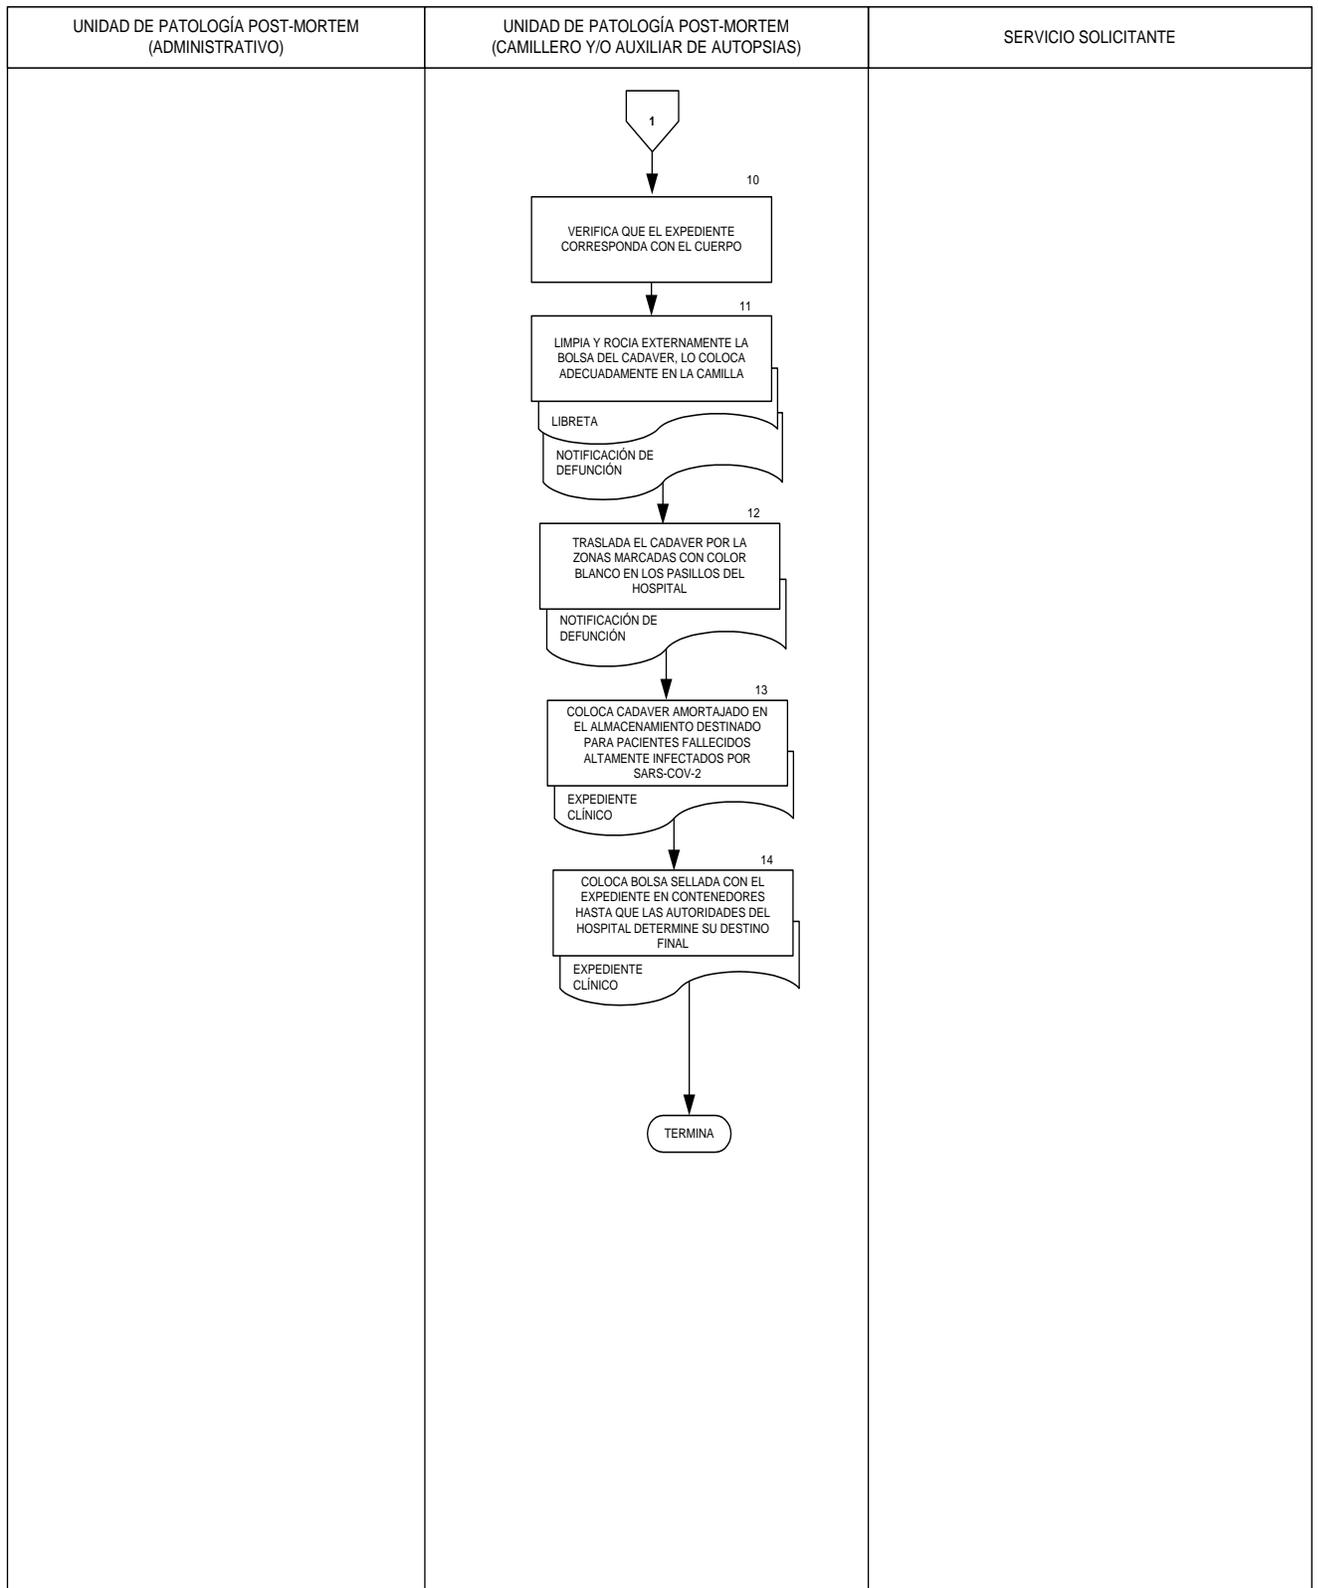 UNIDAD DE PATOLOGÍA POST-MORTEM
(ADMINISTRATIVO)
UNIDAD DE PATOLOGÍA POST-MORTEM
(CAMILLERO Y/O AUXILIAR DE AUTOPSIAS)
SERVICIO SOLICITANTE
1
10
VERIFICA QUE EL EXPEDIENTE
CORRESPONDA CON EL CUERPO
11
LIMPIA Y ROCIA EXTERNAMENTE LA
BOLSA DEL CADAVER, LO COLOCA
ADECUADAMENTE EN LA CAMILLA
LIBRETA
NOTIFICACIÓN DE
DEFUNCIÓN
12
TRASLADA EL CADAVER POR LA
ZONAS MARCADAS CON COLOR
BLANCO EN LOS PASILLOS DEL
HOSPITAL
NOTIFICACIÓN DE
DEFUNCIÓN
13
COLOCA CADAVER AMORTAJADO EN
EL ALMACENAMIENTO DESTINADO
PARA PACIENTES FALLECIDOS
ALTAMENTE INFECTADOS POR
SARS-COV-2
EXPEDIENTE
CLÍNICO
14
COLOCA BOLSA SELLADA CON EL
EXPEDIENTE EN CONTENEDORES
HASTA QUE LAS AUTORIDADES DEL
HOSPITAL DETERMINE SU DESTINO
FINAL
EXPEDIENTE
CLÍNICO
TERMINA